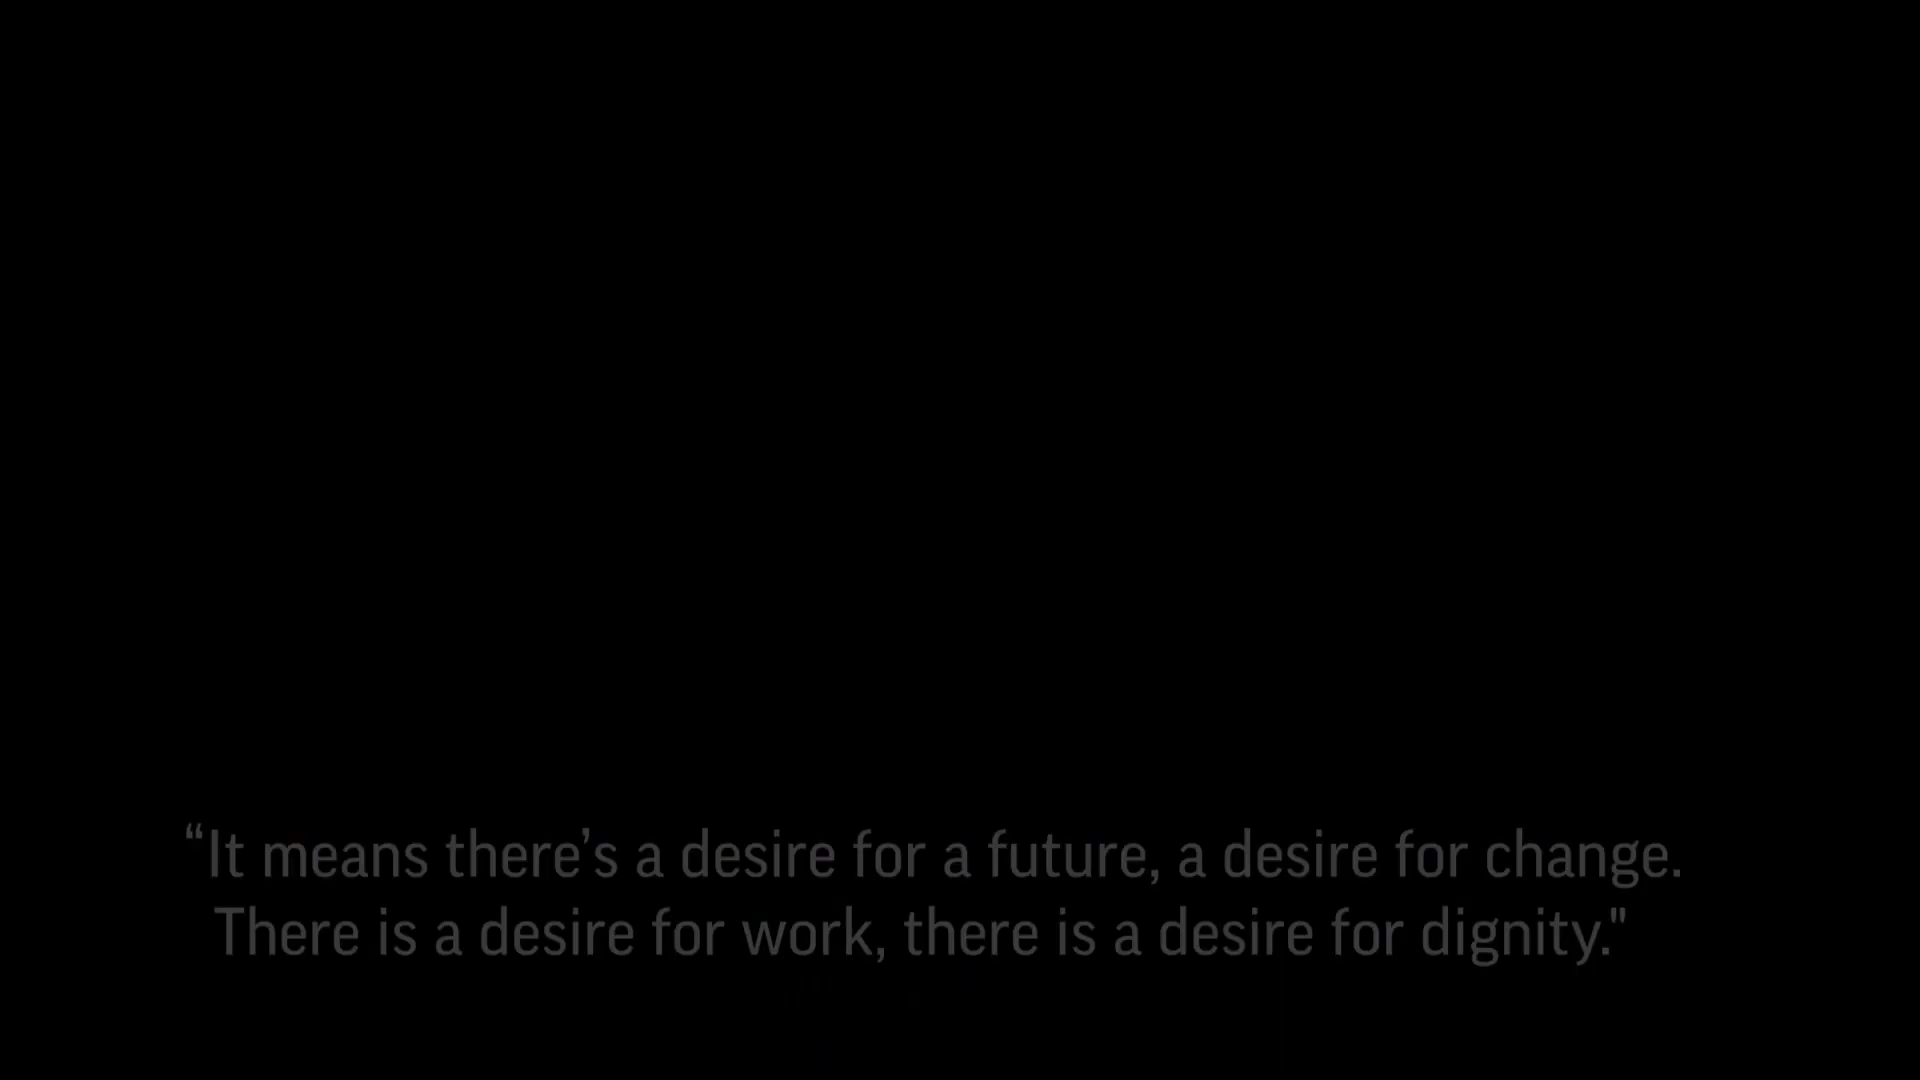 “It means there’s a desire for a future, a desire for change.
There is a desire for work, there is a desire for dignity."